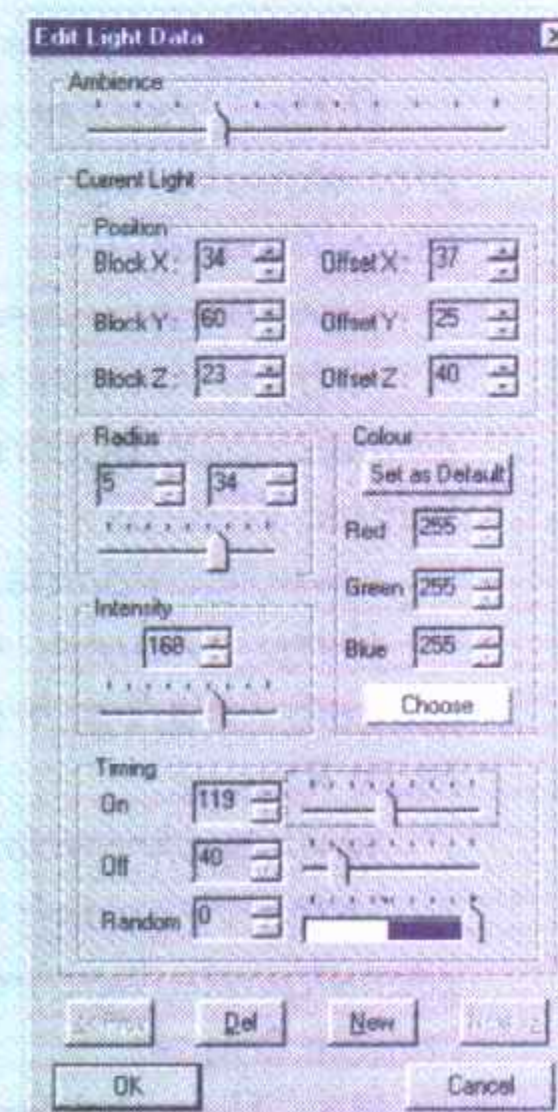 Edit Light Data
Ambience
Current Light
Position
Block X : 34 Offset X : 37
Block Y : 60 Offset Y : 25
Block Z : 23 Offset Z : 40
Radius
5 34
Colour
Set as Default
Red 255
Green 255
Blue 255
Choose
Intensity
168
Timing
On 119
Off 40
Random 0
Del New
OK Cancel